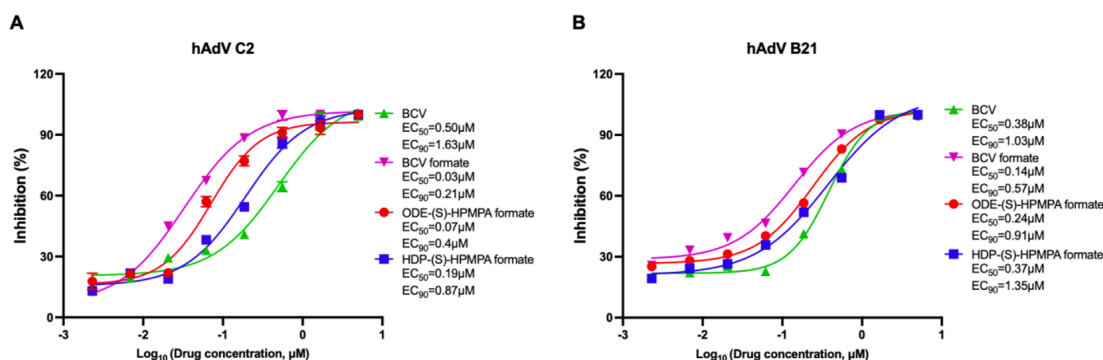 A
hAdV C2
120
90
60
30
0
Inhibition (%)
-3
-2
-1
0
1
Log10 (Drug concentration, µM)
BCV
EC50=0.50µM
EC90=1.63µM
BCV formate
EC50=0.03µM
EC90=0.21µM
ODE-(S)-HPMPA formate
EC50=0.07µM
EC90=0.4µM
HDP-(S)-HPMPA formate
EC50=0.19µM
EC90=0.87µM
B
hAdV B21
120
90
60
30
0
Inhibition (%)
-3
-2
-1
0
1
Log10 (Drug concentration, µM)
BCV
EC50=0.38µM
EC90=1.03µM
BCV formate
EC50=0.14µM
EC90=0.57µM
ODE-(S)-HPMPA formate
EC50=0.24µM
EC90=0.91µM
HDP-(S)-HPMPA formate
EC50=0.37µM
EC90=1.35µM